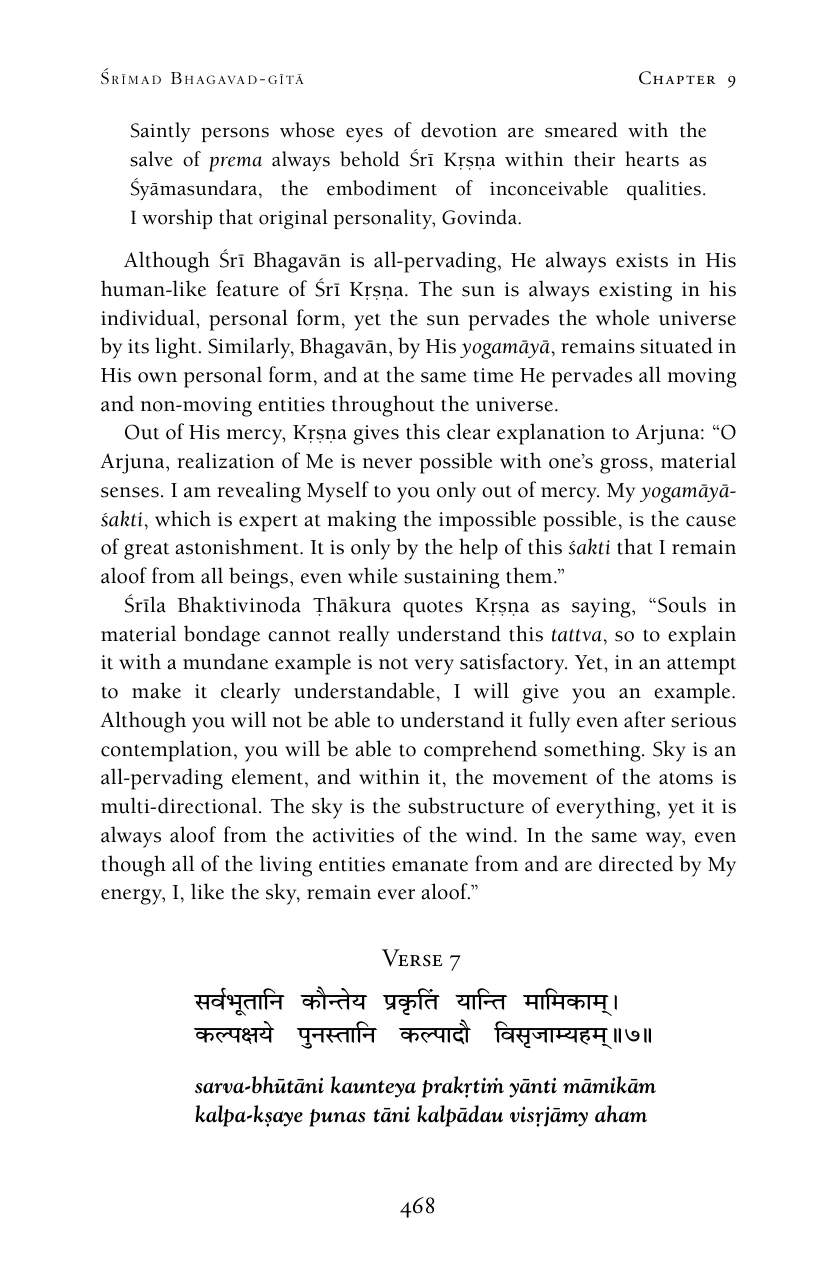 Śrīmad Bhagavad-gītā Chapter 9
Saintly persons whose eyes of devotion are smeared with the
salve of prema always behold Śrī Kṛṣṇa within their hearts as
Śyāmasundara, the embodiment of inconceivable qualities.
I worship that original personality, Govinda.
Although Śrī Bhagavān is all-pervading, He always exists in His
human-like feature of Śrī Kṛṣṇa. The sun is always existing in his
individual, personal form, yet the sun pervades the whole universe
by its light. Similarly, Bhagavān, by His yogamāyā, remains situated in
His own personal form, and at the same time He pervades all moving
and non-moving entities throughout the universe.
Out of His mercy, Kṛṣṇa gives this clear explanation to Arjuna: “O
Arjuna, realization of Me is never possible with one’s gross, material
senses. I am revealing Myself to you only out of mercy. My yogamāyā-
śakti, which is expert at making the impossible possible, is the cause
of great astonishment. It is only by the help of this śakti that I remain
aloof from all beings, even while sustaining them.”
Śrīla Bhaktivinoda Ṭhākura quotes Kṛṣṇa as saying, “Souls in
material bondage cannot really understand this tattva, so to explain
it with a mundane example is not very satisfactory. Yet, in an attempt
to make it clearly understandable, I will give you an example.
Although you will not be able to understand it fully even after serious
contemplation, you will be able to comprehend something. Sky is an
all-pervading element, and within it, the movement of the atoms is
multi-directional. The sky is the substructure of everything, yet it is
always aloof from the activities of the wind. In the same way, even
though all of the living entities emanate from and are directed by My
energy, I, like the sky, remain ever aloof.”
Verse 7
सर्वभूतानि कौन्तेय प्रकृतिं यान्ति मामिकाम्।
कल्पक्षये पुनस्तानि कल्पादौ विसृजाम्यहम्॥७॥
sarva-bhūtāni kaunteya prakṛtiṁ yānti māmikām
kalpa-kṣaye punas tāni kalpādau visṛjāmy aham
468